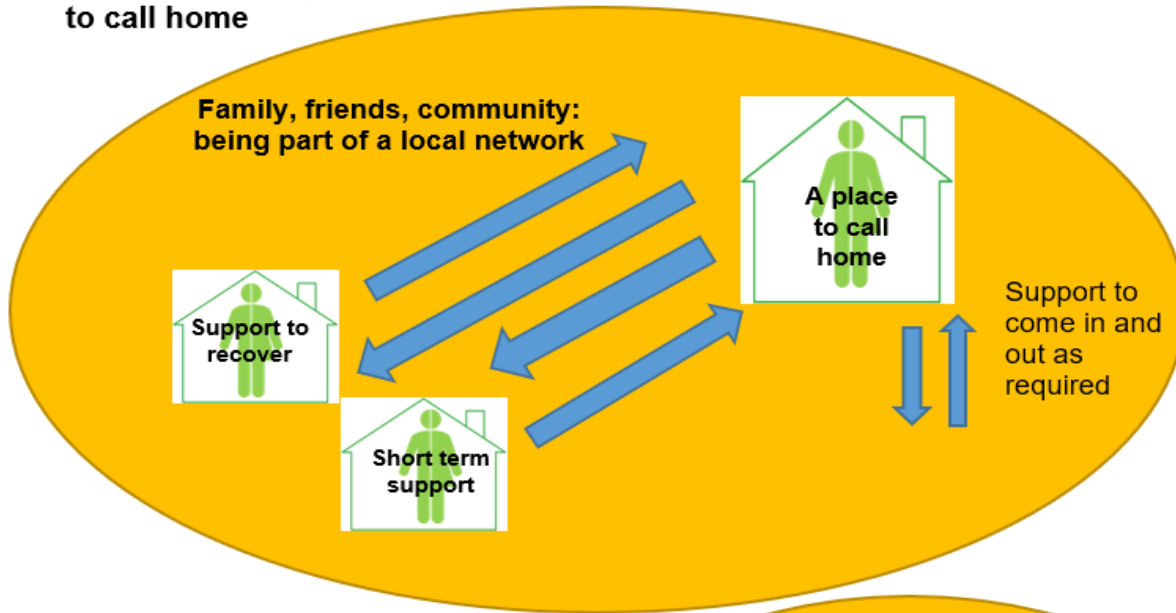 to call home
Family, friends, community:
being part of a local network
A place
to call
home
Support to
recover
Short term
support
Support to
come in and
out as
required